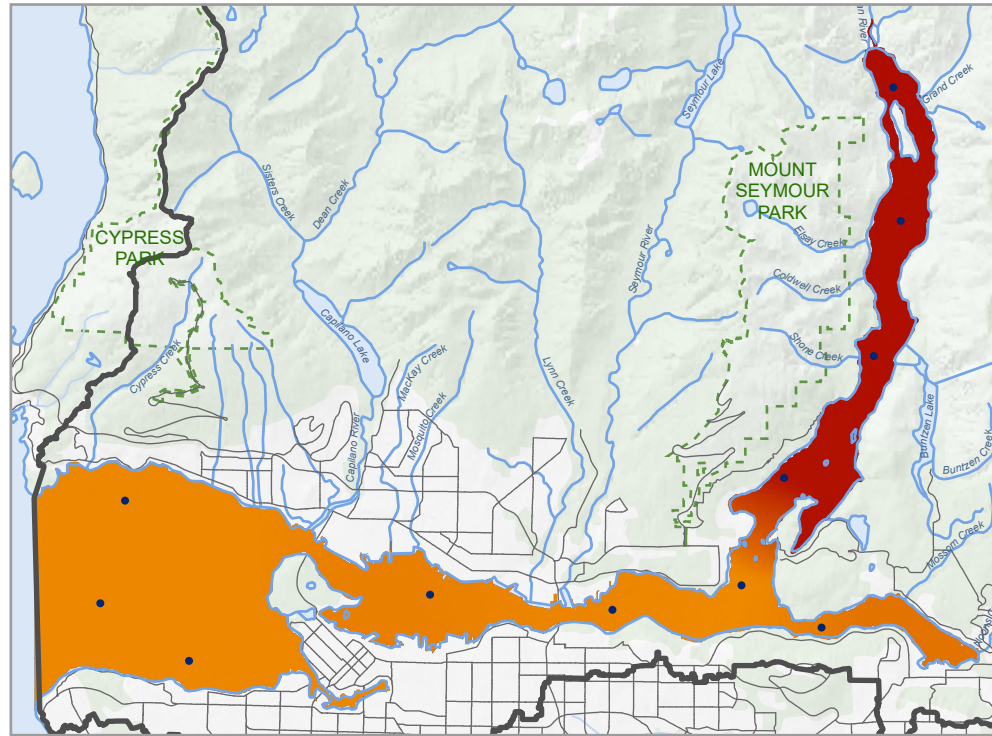 Grand Creek
Seymour Lake
MOUNT
SEYMOUR
PARK
Sisters Creek
Dean Creek
CYPRESS
PARK
Elsay Creek
Seymour River
Coldwell Creek
Capilano Lake
Shone Creek
Cypress Creek
MacKay Creek
Lynn Creek
Mosquito Creek
Buntzen Lake
Capilano River
Buntzen Creek
Mossom Creek